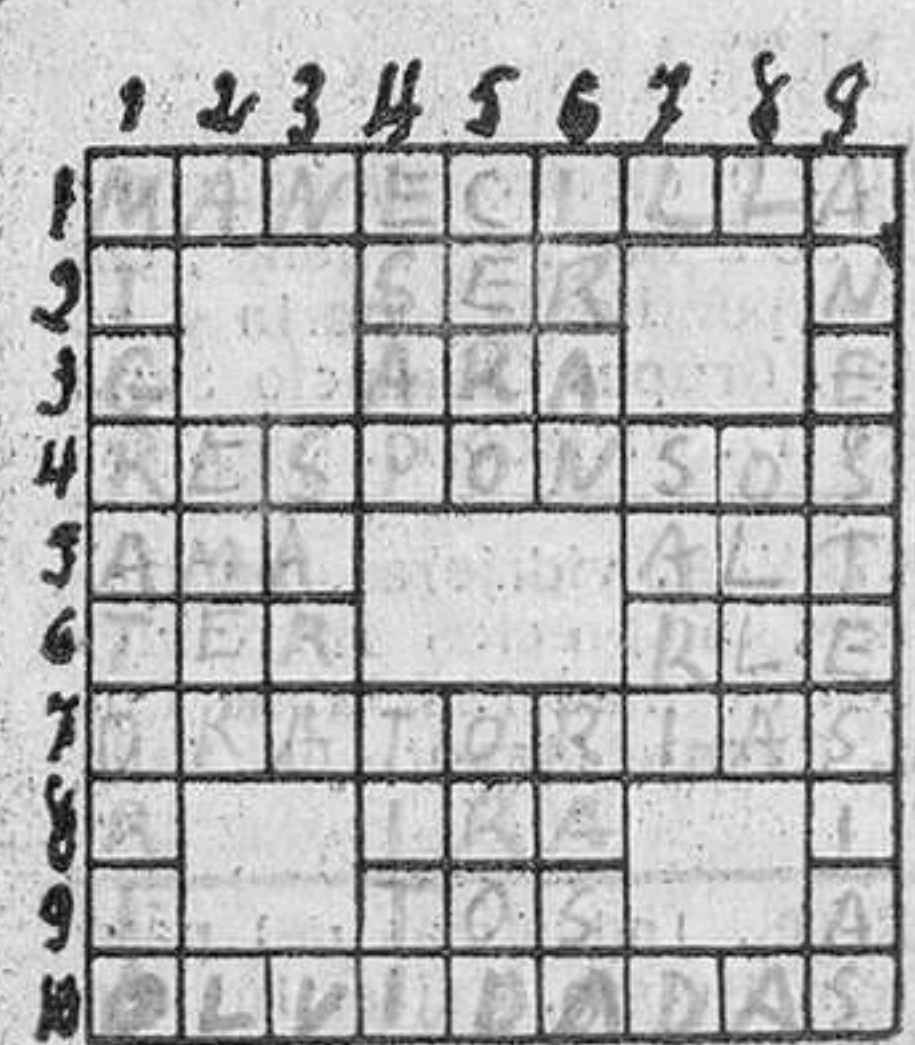 1 2 3 4 5 6 7 8 9
1 M A N E C I L L A
2 I S E R N
3 G A R A E
4 R E S P O N S O S
5 A M A A L T
6 T E R R L E
7 O R A T O R I A S
8 R I R A I
9 I T O S A
10 O L V I D A D A S